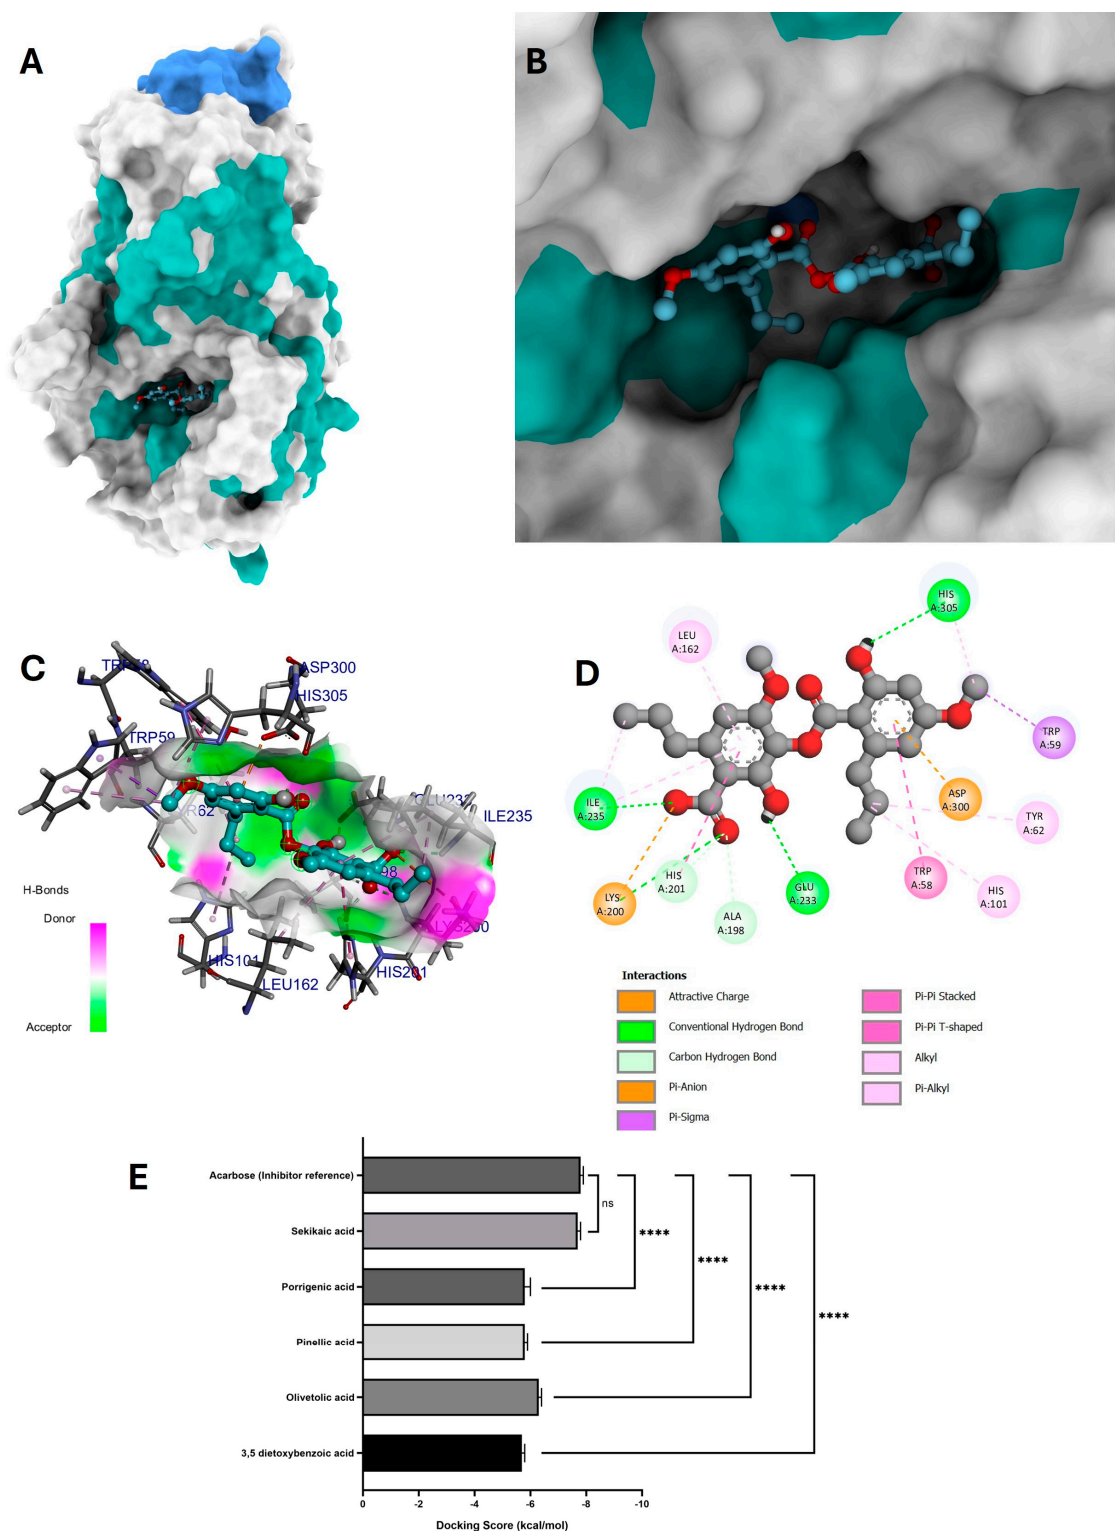 A
B
C
TRP58
ASP300
HIS305
TRP59
ILE235
HIS101
LEU162
HIS201
LYS200
H-Bonds
Donor
Acceptor
D
HIS
A:305
LEU
A:162
TRP
A:59
ILE
A:235
ASP
A:300
TYR
A:62
LYS
A:200
HIS
A:201
ALA
A:198
GLU
A:233
TRP
A:58
HIS
A:101
Interactions
Attractive Charge
Conventional Hydrogen Bond
Carbon Hydrogen Bond
Pi-Anion
Pi-Sigma
Pi-Pi Stacked
Pi-Pi T-shaped
Alkyl
Pi-Alkyl
E
Acarbose (Inhibitor reference)
Sekikaic acid
Porrigenic acid
Pinellic acid
Olivetolic acid
3,5 dietoxybenzoic acid
ns
****
****
****
****
0 -2 -4 -6 -8 -10
Docking Score (kcal/mol)